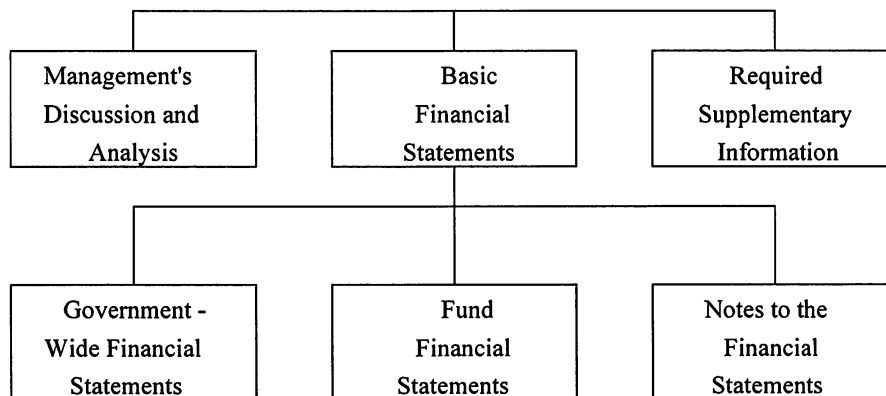 Management's
Discussion and
Analysis
Basic
Financial
Statements
Required
Supplementary
Information
Government -
Wide Financial
Statements
Fund
Financial
Statements
Notes to the
Financial
Statements